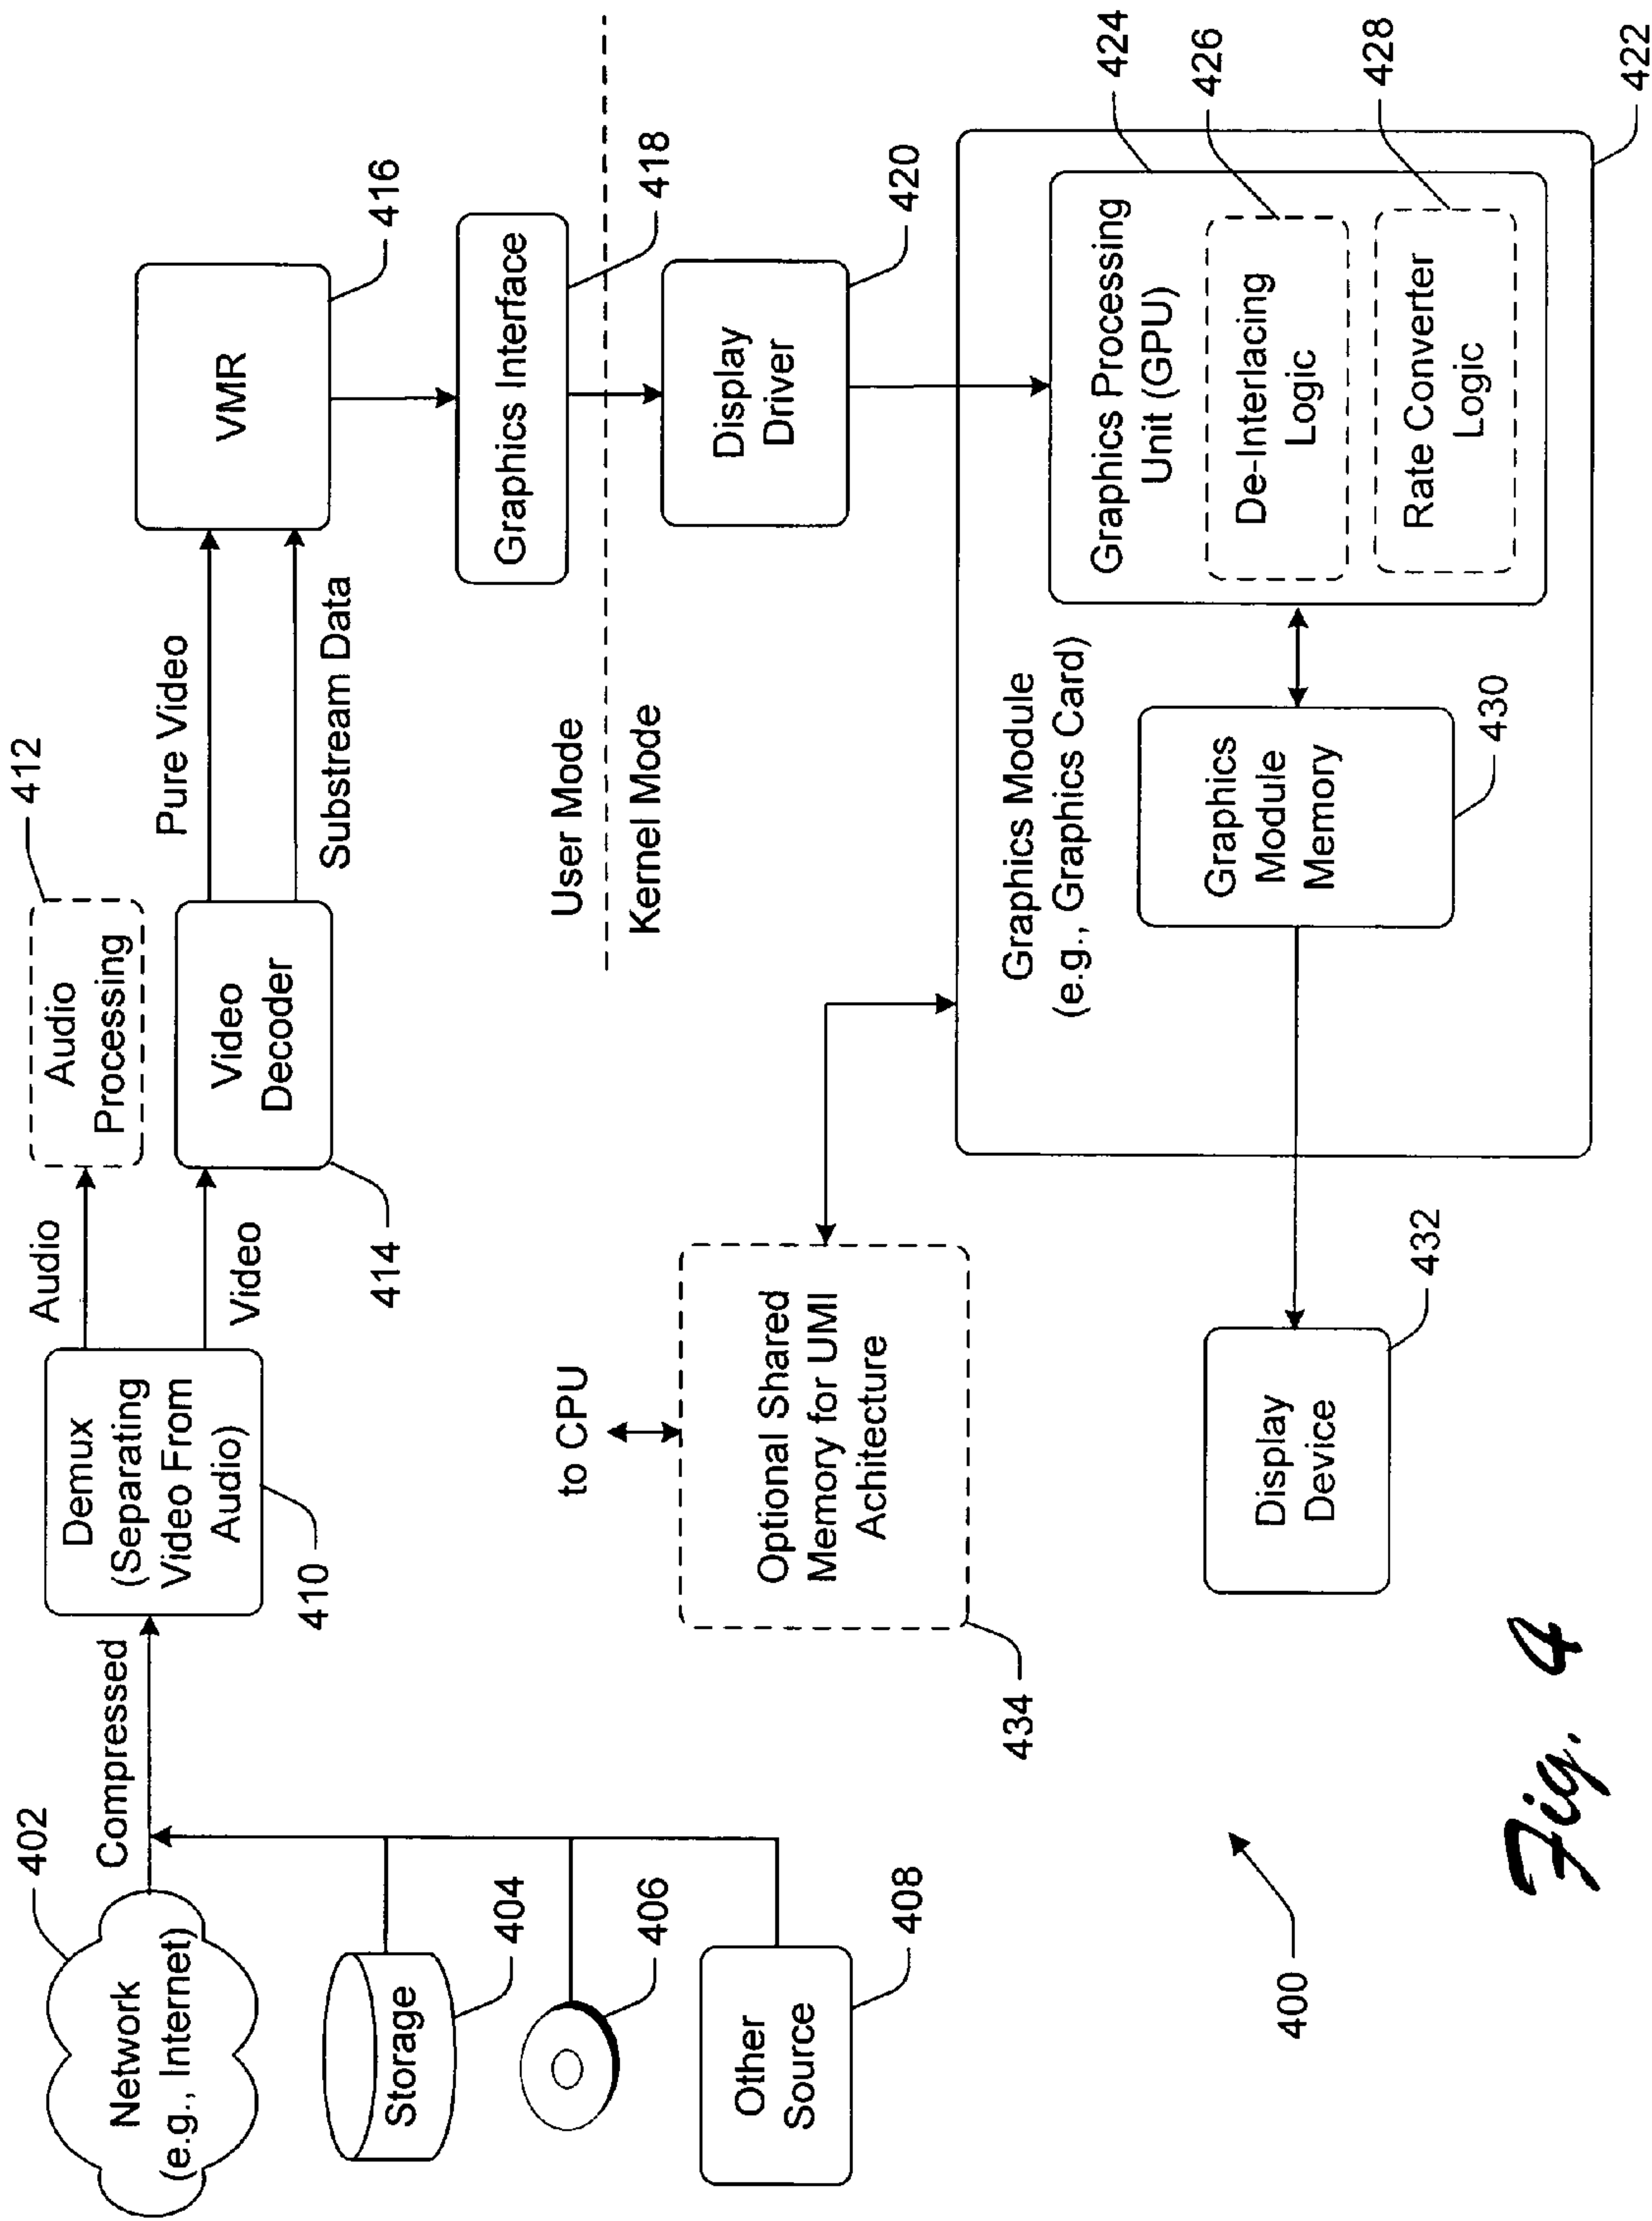 402
Network
(e.g., Internet)
Compressed
Storage
404
406
Other
Source
408
Demux
(Separating
Video From
Audio)
410
Audio
Video
412
Audio
Processing
Video
Decoder
414
Pure Video
Substream Data
VMR
416
Graphics Interface
418
User Mode
Kernel Mode
Display
Driver
420
to CPU
Optional Shared
Memory for UMI
Achitecture
434
Graphics Module
(e.g., Graphics Card)
Graphics Processing
Unit (GPU)
424
De-Interlacing
Logic
426
Rate Converter
Logic
428
422
Graphics
Module
Memory
430
Display
Device
432
400
Fig. 4